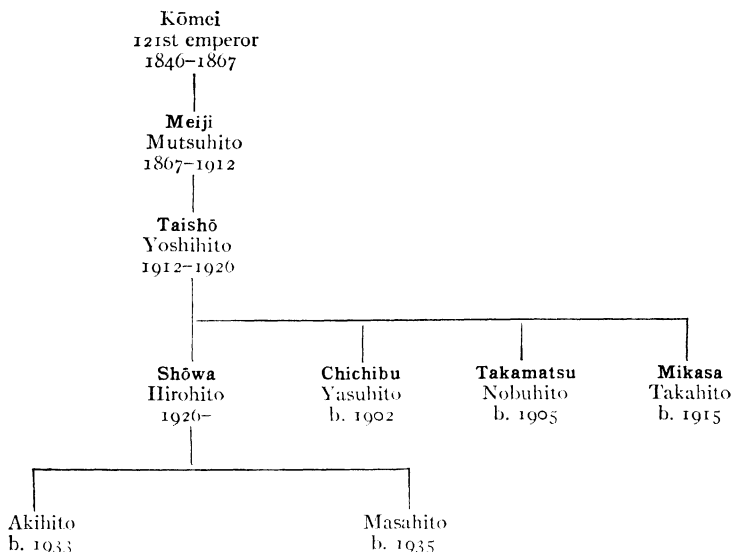 Kōmei
121st emperor
1846–1867
Meiji
Mutsuhito
1867–1912
Taishō
Yoshihito
1912–1926
Shōwa
Hirohito
1926–
Chichibu
Yasuhito
b. 1902
Takamatsu
Nobuhito
b. 1905
Mikasa
Takahito
b. 1915
Akihito
b. 1933
Masahito
b. 1935